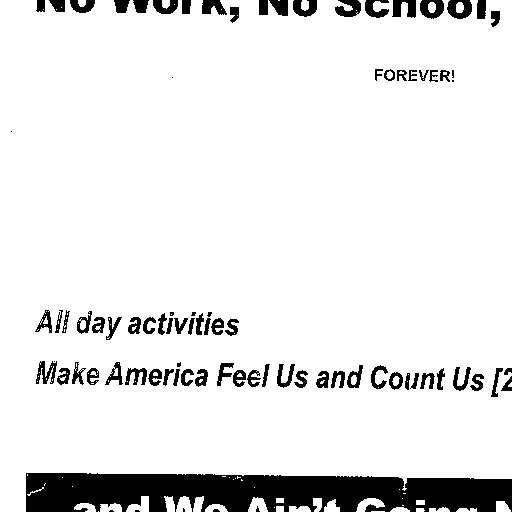 No Work, No School,
FOREVER!
All day activities
Make America Feel Us and Count Us [2
and We Ain't Going N